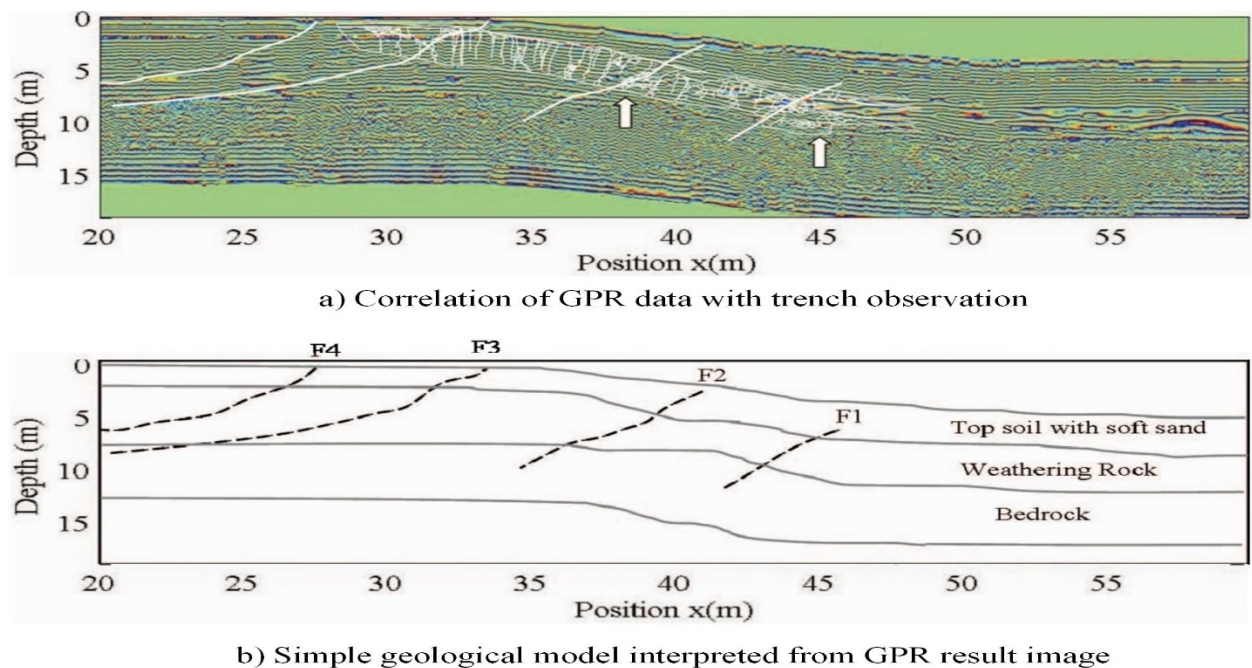 0
5
10
15
Depth (m)
20 25 30 35 40 45 50 55
Position x(m)
a) Correlation of GPR data with trench observation
F4 F3
F2
F1
0
5
10
15
Depth (m)
Top soil with soft sand
Weathering Rock
Bedrock
20 25 30 35 40 45 50 55
Position x(m)
b) Simple geological model interpreted from GPR result image